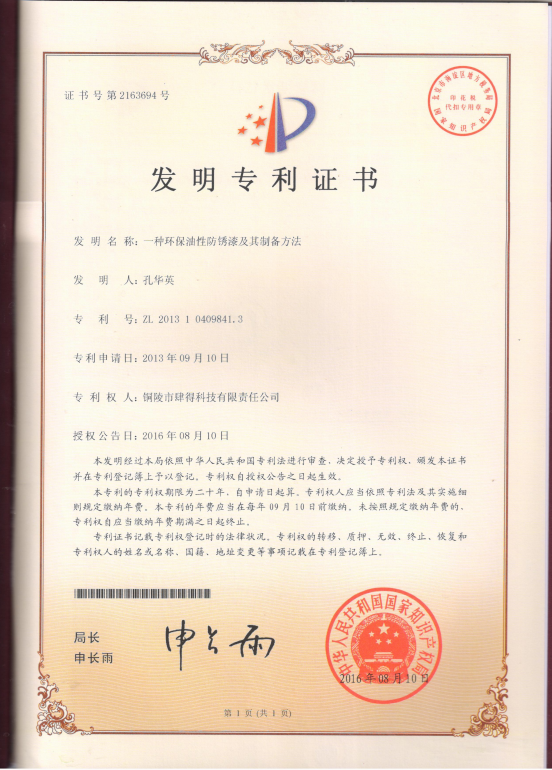 证书号第2163694号
印花税
代扣专用章
国家知识产权局
发明专利证书
发明名称：一种环保油性防锈漆及其制备方法
发明人：孔华英
专利号：ZL 2013 1 0409841.3
专利申请日：2013年09月10日
专利权人：铜陵市肆得科技有限责任公司
授权公告日：2016年08月10日
本发明经过本局依照中华人民共和国专利法进行审查，决定授予专利权，颁发本证书
并在专利登记簿上予以登记。专利权自授权公告之日起生效。
本专利的专利权期限为二十年，自申请日起算。专利权人应当依照专利法及其实施细
则规定缴纳年费。本专利的年费应当在每年09月10日前缴纳。未按照规定缴纳年费的，
专利权自应当缴纳年费期满之日起终止。
专利证书记载专利权登记时的法律状况。专利权的转移、质押、无效、终止、恢复和
专利权人的姓名或名称、国籍、地址变更等事项记载在专利登记簿上。
局长
申长雨
申长雨
中华人民共和国国家知识产权局
2016年08月10日
第1页(共1页)